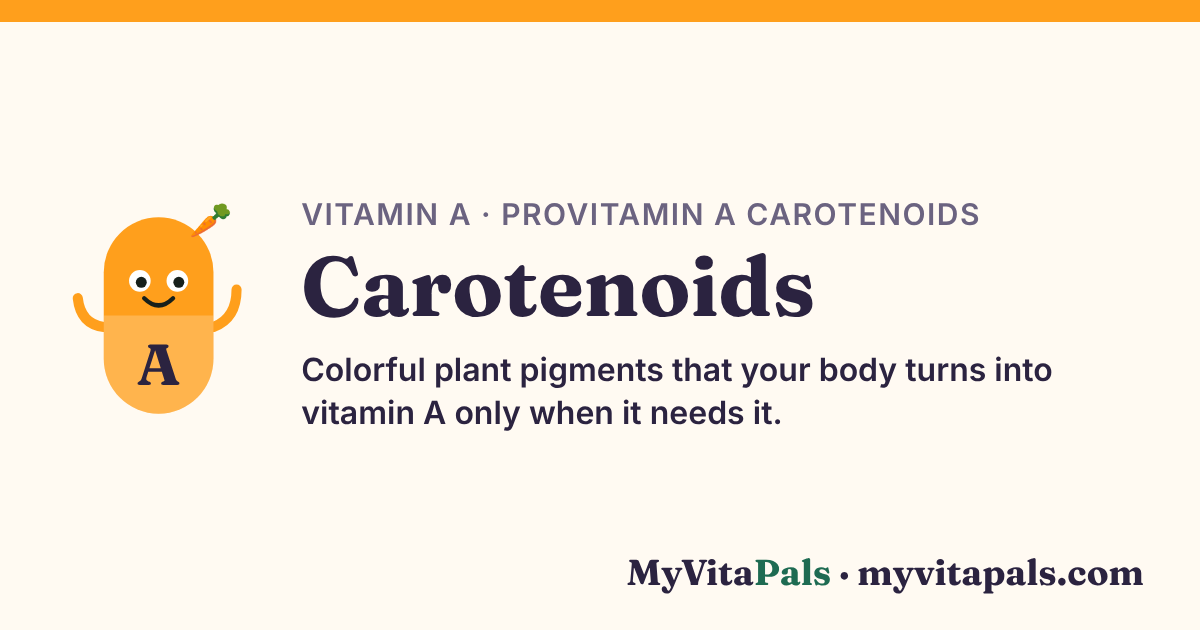 VITAMIN A · PROVITAMIN A CAROTENOIDS
Carotenoids
Colorful plant pigments that your body turns into
vitamin A only when it needs it.
A
MyVitaPals · myvitapals.com